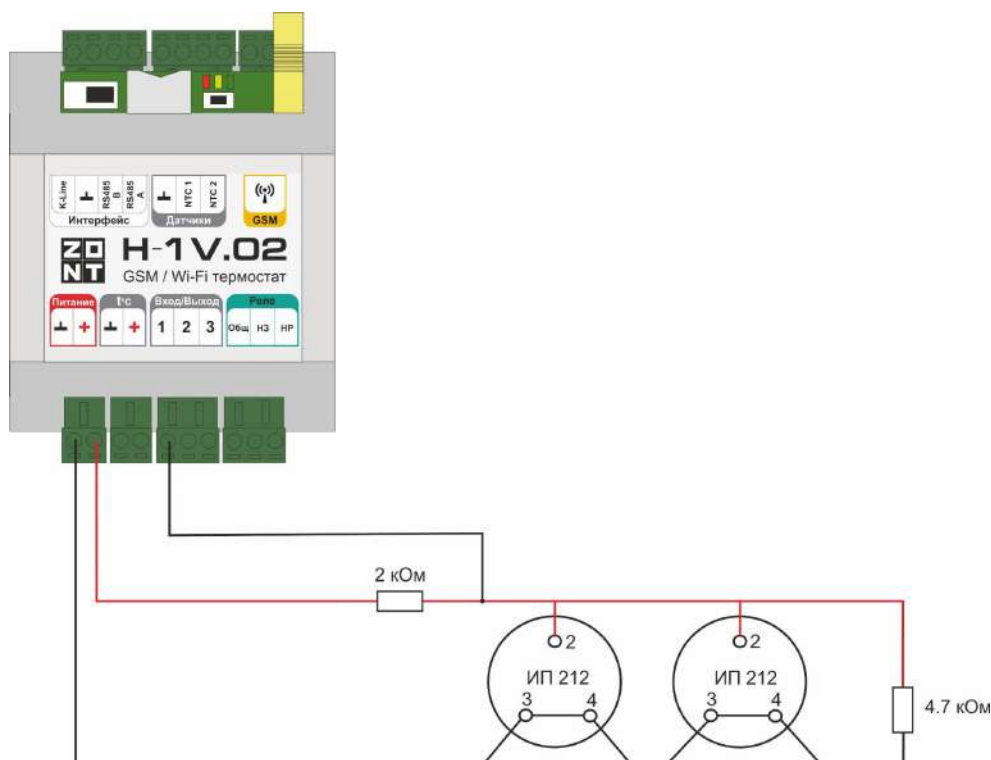 K-Line
RS485 B
RS485 A
NTC 1
NTC 2
Интерфейс
Датчики
GSM
ZONT
H-1V.02
GSM / Wi-Fi термостат
Питание
t°C
Вход/Выход
Реле
+
+
1
2
3
Общ
НЗ
НР
2 кОм
2
2
ИП 212
ИП 212
3
4
3
4
4.7 кОм